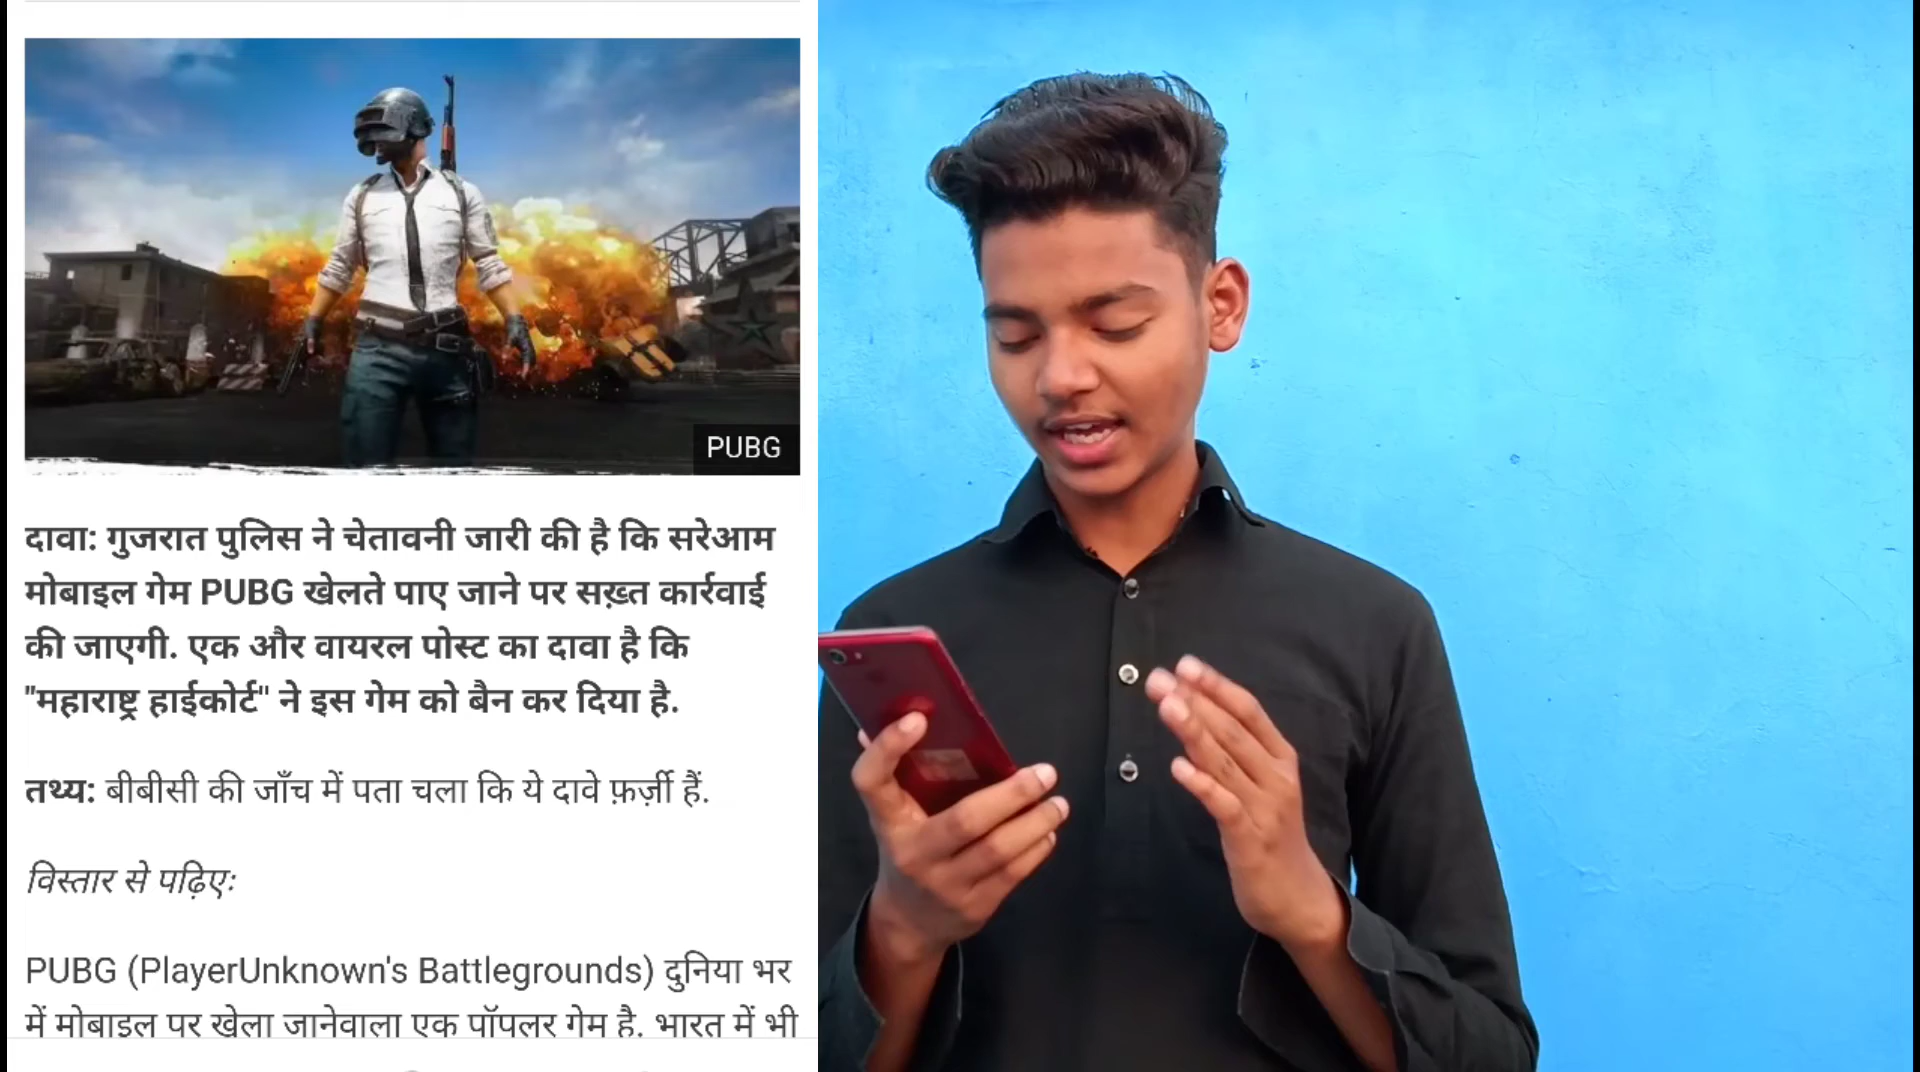 PUBG
दावा: गुजरात पुलिस ने चेतावनी जारी की है कि सरेआम
मोबाइल गेम PUBG खेलते पाए जाने पर सख़्त कार्रवाई
की जाएगी. एक और वायरल पोस्ट का दावा है कि
"महाराष्ट्र हाईकोर्ट" ने इस गेम को बैन कर दिया है.
तथ्य: बीबीसी की जाँच में पता चला कि ये दावे फ़र्ज़ी हैं.
विस्तार से पढ़िएः
PUBG (PlayerUnknown's Battlegrounds) दुनिया भर
में मोबाइल पर खेला जानेवाला एक पॉपुलर गेम है. भारत में भी